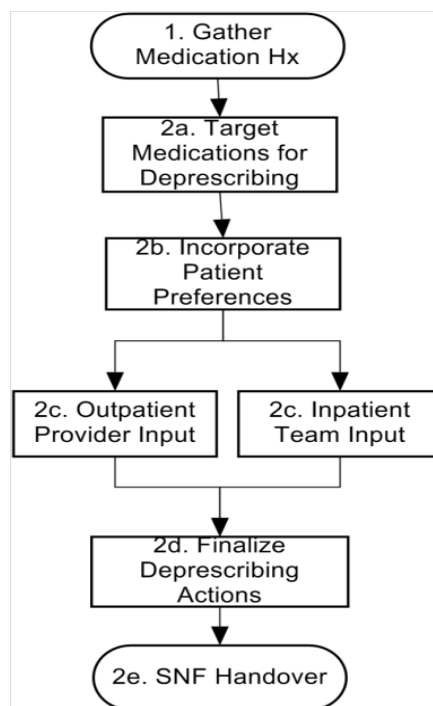 1. Gather
Medication Hx
2a. Target
Medications for
Deprescribing
2b. Incorporate
Patient
Preferences
2c. Outpatient
Provider Input
2c. Inpatient
Team Input
2d. Finalize
Deprescribing
Actions
2e. SNF Handover